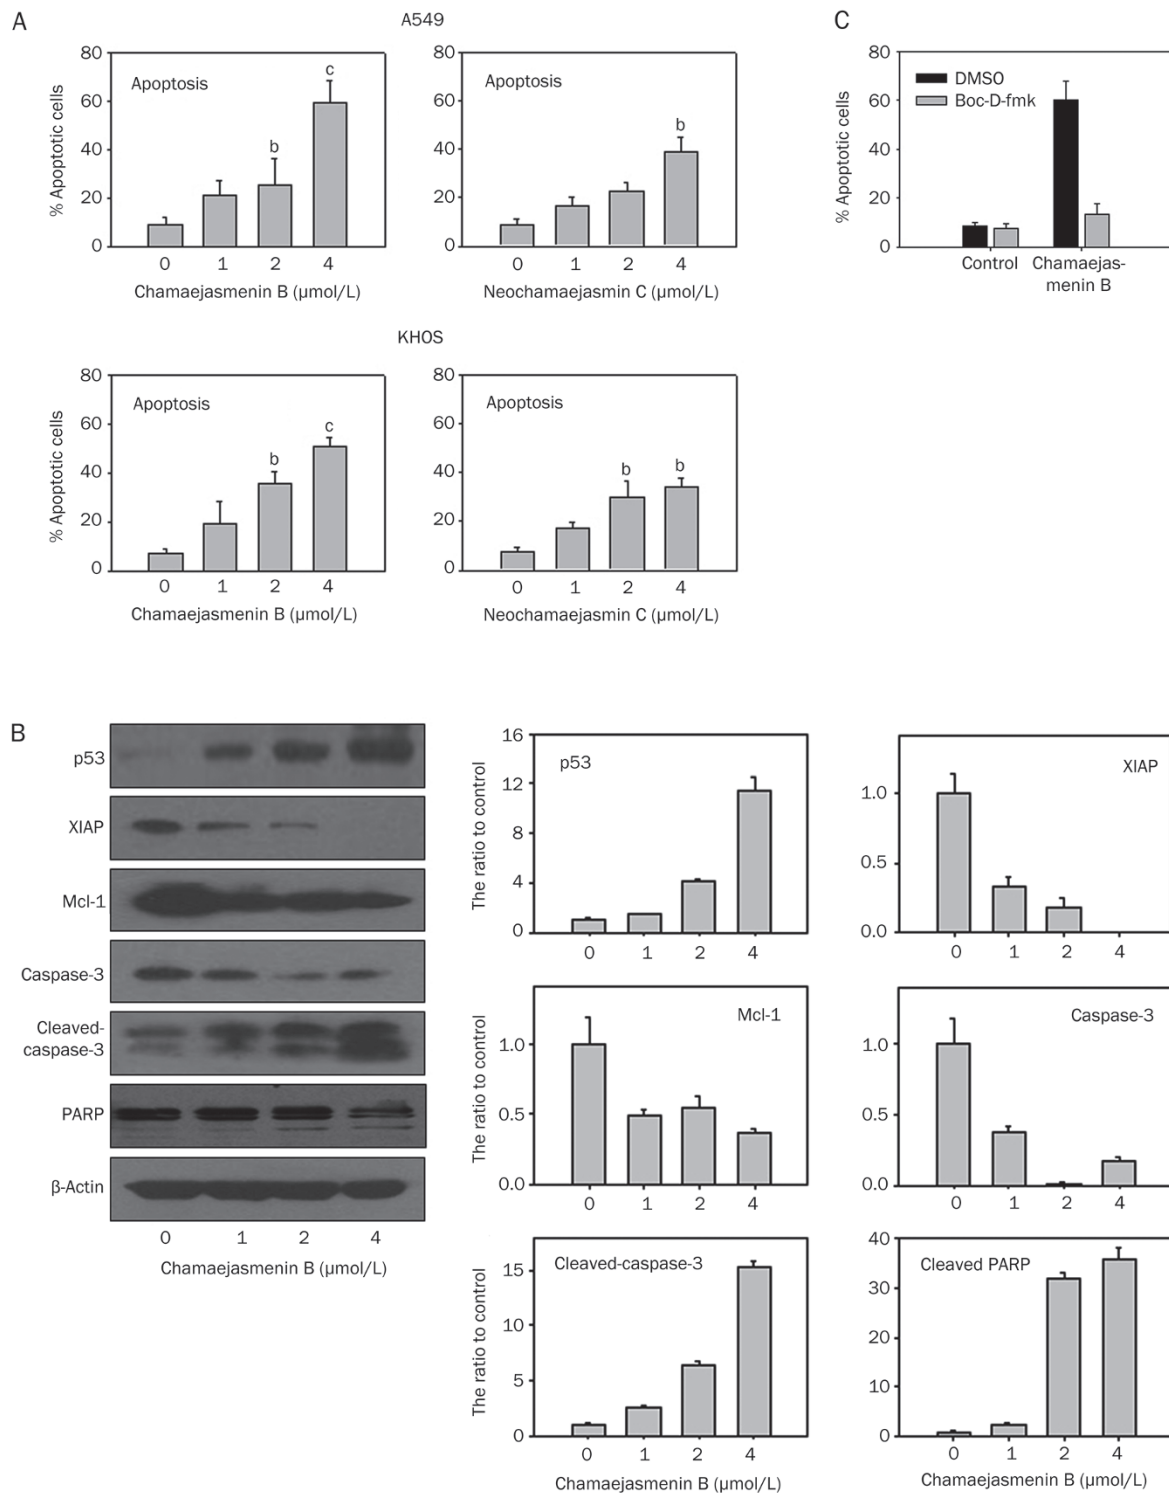 A
A549
C
80
60
40
20
0
% Apoptotic cells
Apoptosis
b
c
0 1 2 4
Chamaejasmenin B (µmol/L)
80
60
40
20
0
Apoptosis
b
0 1 2 4
Neochamaejasmin C (µmol/L)
80
60
40
20
0
% Apoptotic cells
DMSO
Boc-D-fmk
Control
Chamaejas-
menin B
KHOS
80
60
40
20
0
% Apoptotic cells
Apoptosis
b
c
0 1 2 4
Chamaejasmenin B (µmol/L)
80
60
40
20
0
Apoptosis
b b
0 1 2 4
Neochamaejasmin C (µmol/L)
B
p53
XIAP
Mcl-1
Caspase-3
Cleaved-
caspase-3
PARP
β-Actin
0 1 2 4
Chamaejasmenin B (µmol/L)
16
12
8
4
0
The ratio to control
p53
0 1 2 4
1.0
0.5
0.0
XIAP
0 1 2 4
1.0
0.5
0.0
The ratio to control
Mcl-1
0 1 2 4
1.0
0.5
0.0
Caspase-3
0 1 2 4
15
10
5
0
The ratio to control
Cleaved-caspase-3
0 1 2 4
Chamaejasmenin B (µmol/L)
40
30
20
10
0
Cleaved PARP
0 1 2 4
Chamaejasmenin B (µmol/L)